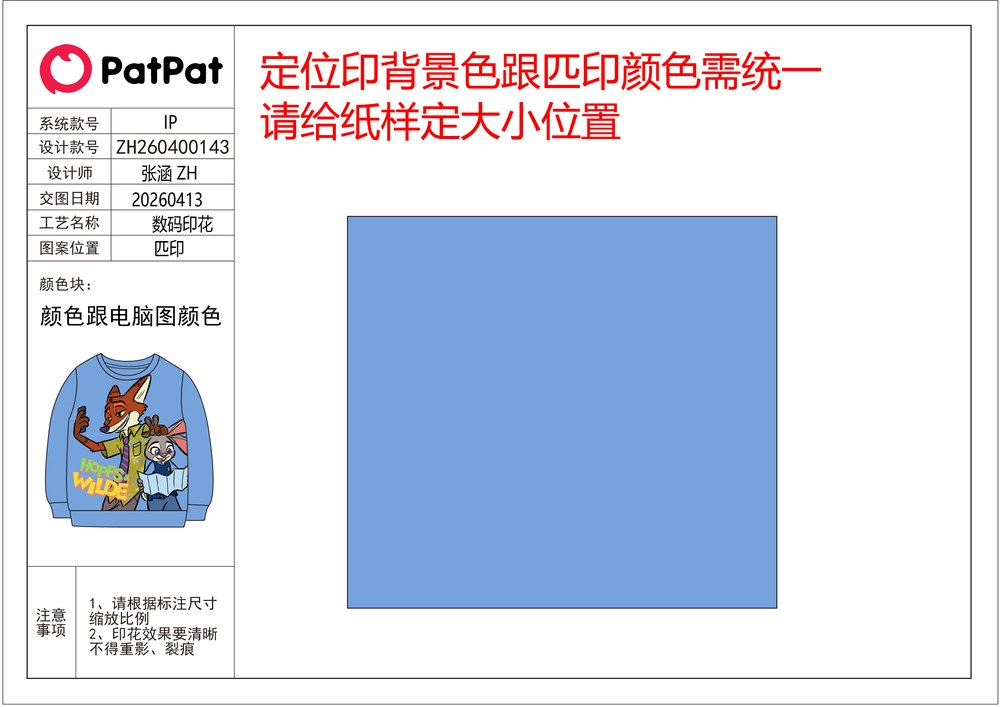 PatPat
定位印背景色跟匹印颜色需统一
请给纸样定大小位置
系统款号 IP
设计款号 ZH260400143
设计师 张涵 ZH
交图日期 20260413
工艺名称 数码印花
图案位置 匹印
颜色块：
颜色跟电脑图颜色
HOPPS
WILDE
注意
事项
1、请根据标注尺寸
缩放比例
2、印花效果要清晰
不得重影、裂痕